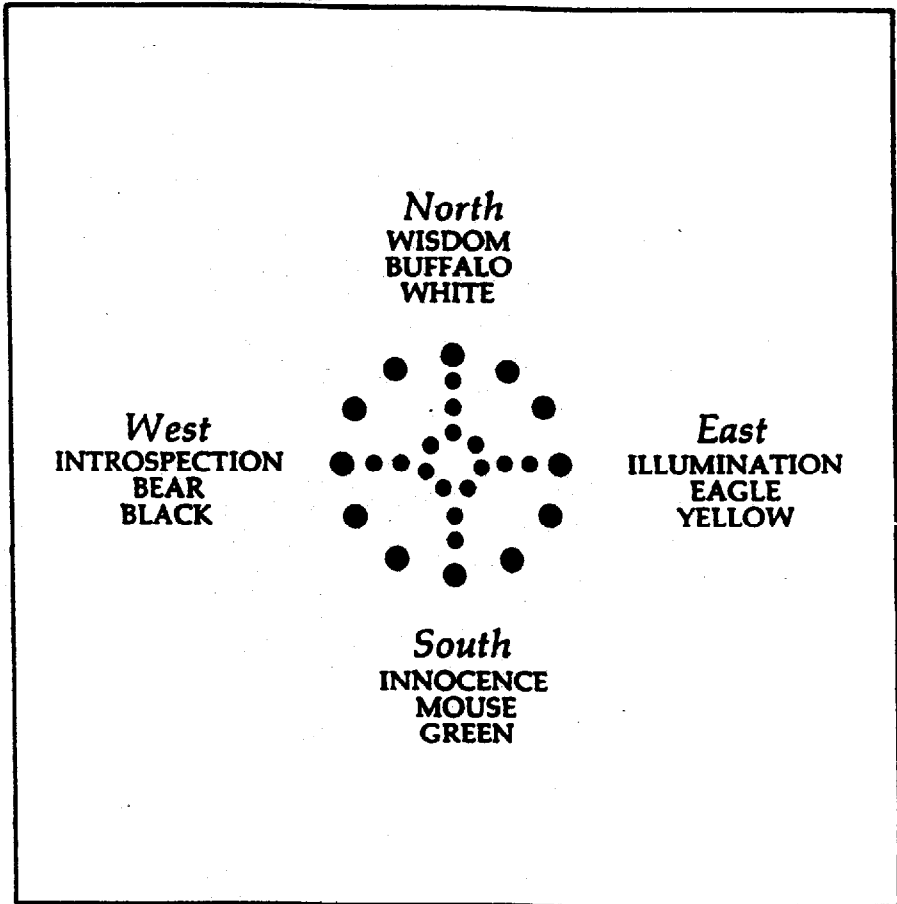 North
WISDOM
BUFFALO
WHITE
West
INTROSPECTION
BEAR
BLACK
East
ILLUMINATION
EAGLE
YELLOW
South
INNOCENCE
MOUSE
GREEN